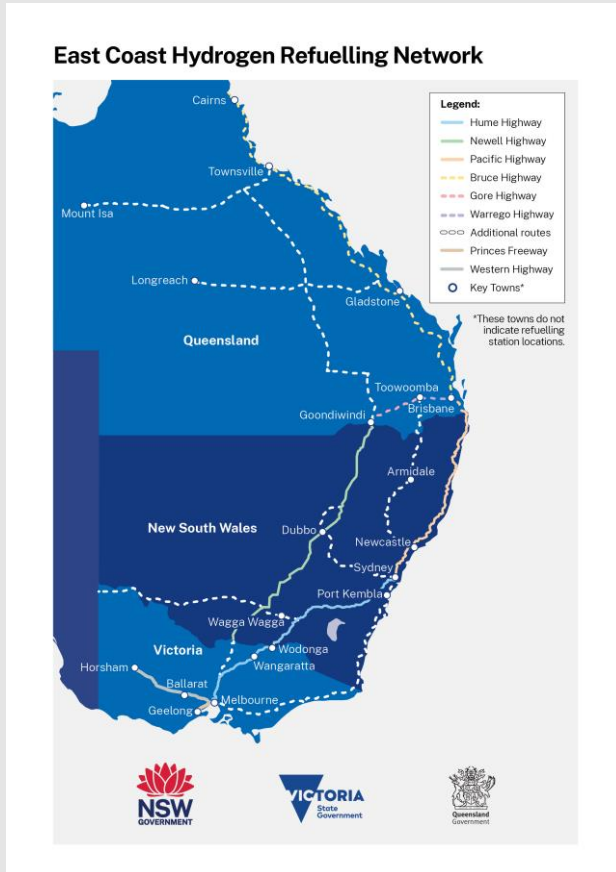 East Coast Hydrogen Refuelling Network
Cairns
Legend:
Hume Highway
Newell Highway
Pacific Highway
Bruce Highway
Gore Highway
Warrego Highway
Additional routes
Princes Freeway
Western Highway
Key Towns*
*These towns do not
indicate refuelling
station locations.
Townsville
Mount Isa
Longreach
Gladstone
Queensland
Toowoomba
Brisbane
Goondiwindi
Armidale
New South Wales
Dubbo
Newcastle
Sydney
Port Kembla
Wagga Wagga
Victoria
Wodonga
Horsham
Wangaratta
Ballarat
Melbourne
Geelong
NSW
GOVERNMENT
VICTORIA
State
Government
Queensland
Government